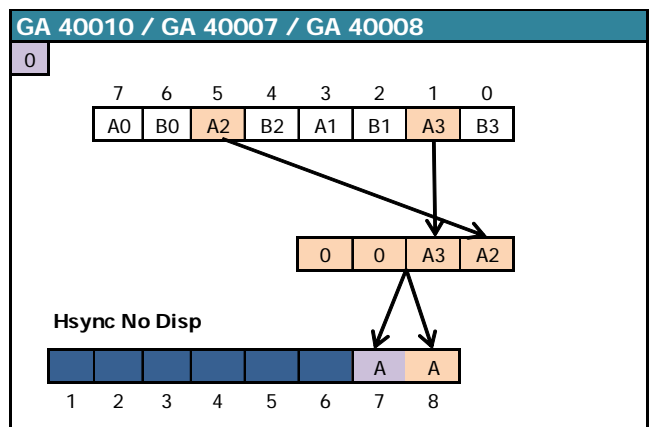 GA 40010 / GA 40007 / GA 40008
0
7 6 5 4 3 2 1 0
A0 B0 A2 B2 A1 B1 A3 B3
0 0 A3 A2
Hsync No Disp
A A
1 2 3 4 5 6 7 8